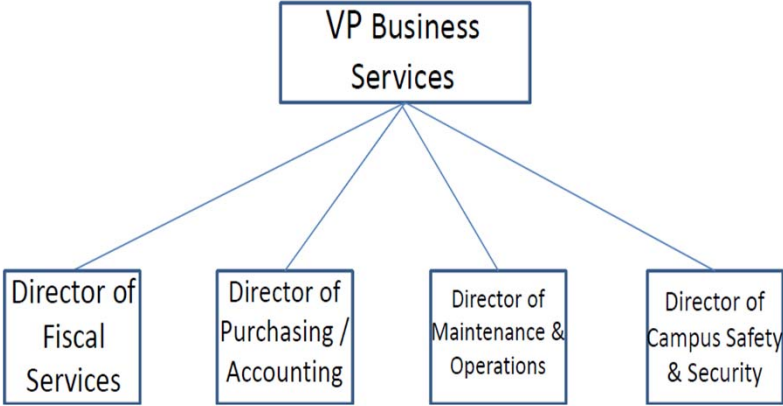 VP Business
Services
Director of
Fiscal
Services
Director of
Purchasing /
Accounting
Director of
Maintenance &
Operations
Director of
Campus Safety
& Security